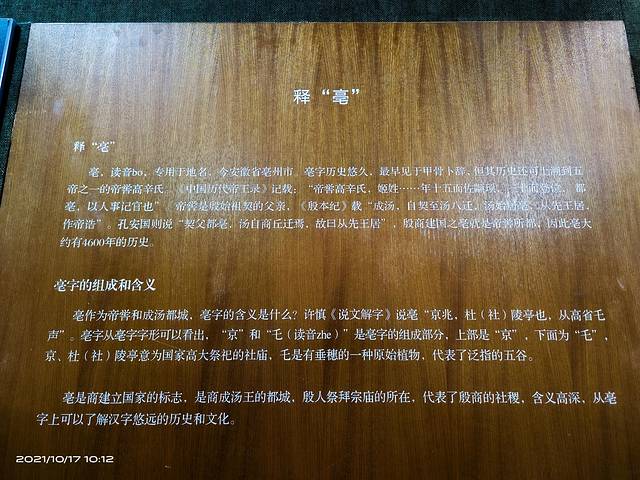 释“亳”
释“亳”
亳，读音bo，专用于地名，今安徽省亳州市。亳字历史悠久，最早见于甲骨卜辞，但其历史还可上溯到五
帝之一的帝喾高辛氏。《中国历代帝王录》记载：“帝喾高辛氏，姬姓……年十五而佐颛顼，三十而登位，都
亳，以人事记官也”。帝喾是殷始祖契的父亲，《殷本纪》载“成汤，自契至汤八迁，汤始居亳，从先王居，
作帝诰”。孔安国则说“契父都亳，汤自商丘迁焉，故曰从先王居”，殷商建国之亳就是帝喾所都，因此亳大
约有4600年的历史。
亳字的组成和含义
亳作为帝喾和成汤都城，亳字的含义是什么？许慎《说文解字》说亳“京兆，杜（社）陵亭也，从高省乇
声”。亳字从亳字字形可以看出，“京”和“乇（读音zhe）”是亳字的组成部分，上部是“京”，下面为“乇”，
京、杜（社）陵亭意为国家高大祭祀的社庙，乇是有垂穗的一种原始植物，代表了泛指的五谷。
亳是商建立国家的标志，是商成汤王的都城，殷人祭拜宗庙的所在，代表了殷商的社稷，含义高深，从亳
字上可以了解汉字悠远的历史和文化。
2021/10/17 10:12